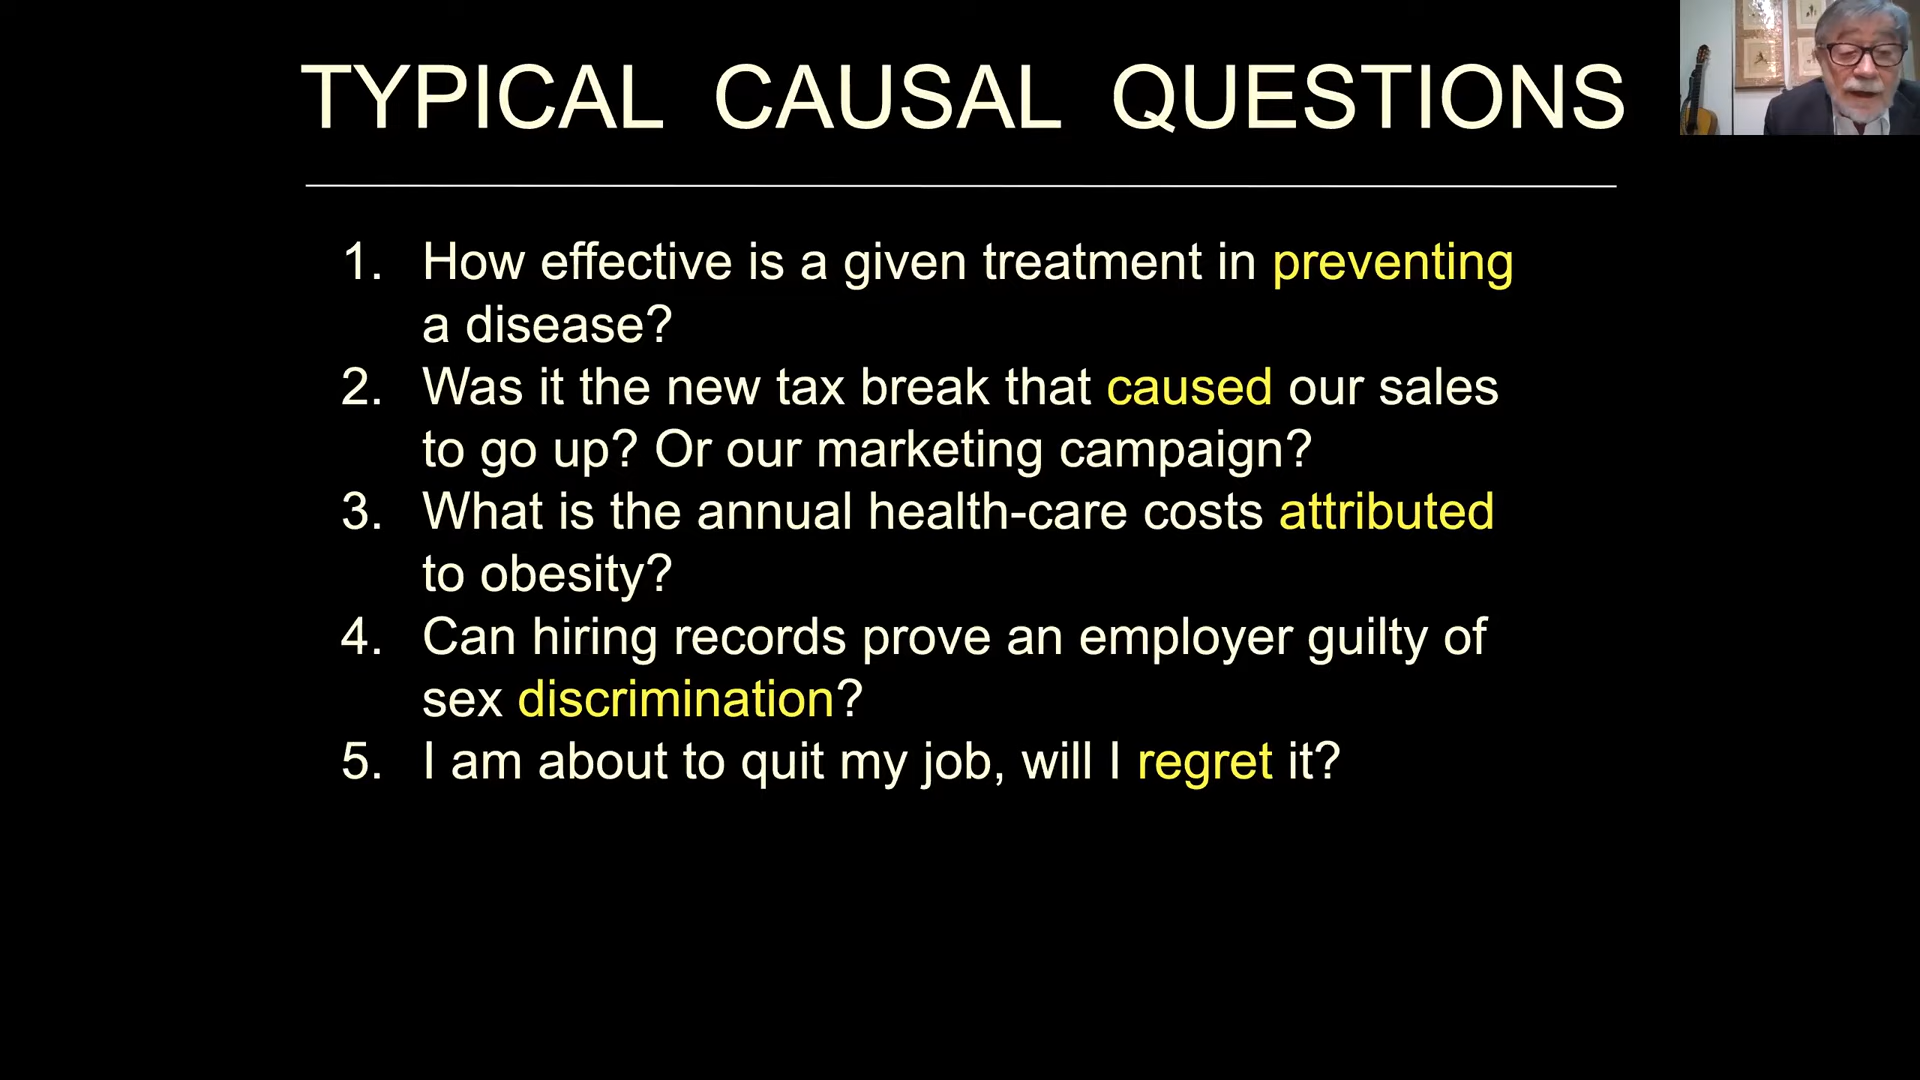 TYPICAL CAUSAL QUESTIONS
1. How effective is a given treatment in preventing
a disease?
2. Was it the new tax break that caused our sales
to go up? Or our marketing campaign?
3. What is the annual health-care costs attributed
to obesity?
4. Can hiring records prove an employer guilty of
sex discrimination?
5. I am about to quit my job, will I regret it?